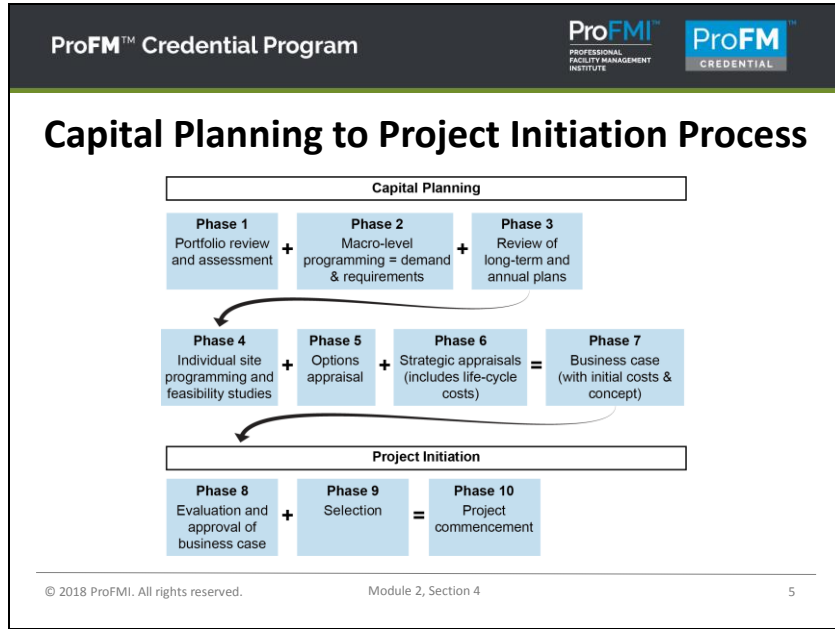 ProFM™ Credential Program
ProFMI™
PROFESSIONAL
FACILITY MANAGEMENT
INSTITUTE
ProFM™
CREDENTIAL
Capital Planning to Project Initiation Process
Capital Planning
Phase 1
Portfolio review
and assessment
+
Phase 2
Macro-level
programming = demand
& requirements
+
Phase 3
Review of
long-term and
annual plans
Phase 4
Individual site
programming and
feasibility studies
+
Phase 5
Options
appraisal
+
Phase 6
Strategic appraisals
(includes life-cycle
costs)
=
Phase 7
Business case
(with initial costs &
concept)
Project Initiation
Phase 8
Evaluation and
approval of
business case
+
Phase 9
Selection
=
Phase 10
Project
commencement
© 2018 ProFMI. All rights reserved.
Module 2, Section 4
5